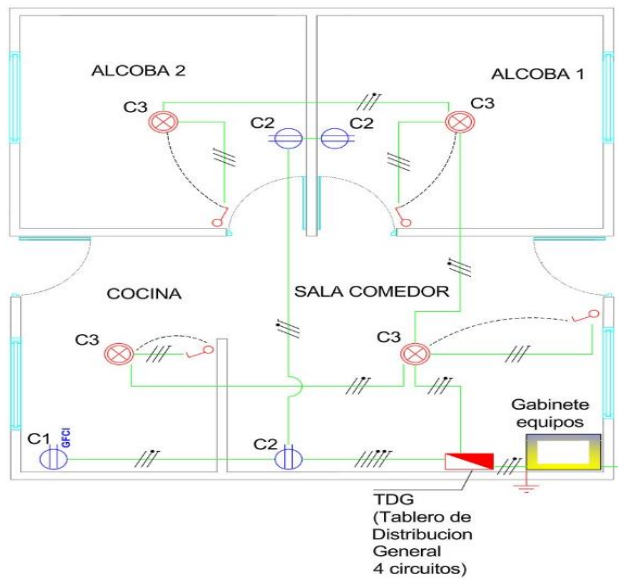 ALCOBA 2
ALCOBA 1
C3
C3
C2
C2
COCINA
SALA COMEDOR
C3
C3
Gabinete
equipos
C1
GFCI
C2
TDG
(Tablero de
Distribucion
General
4 circuitos)